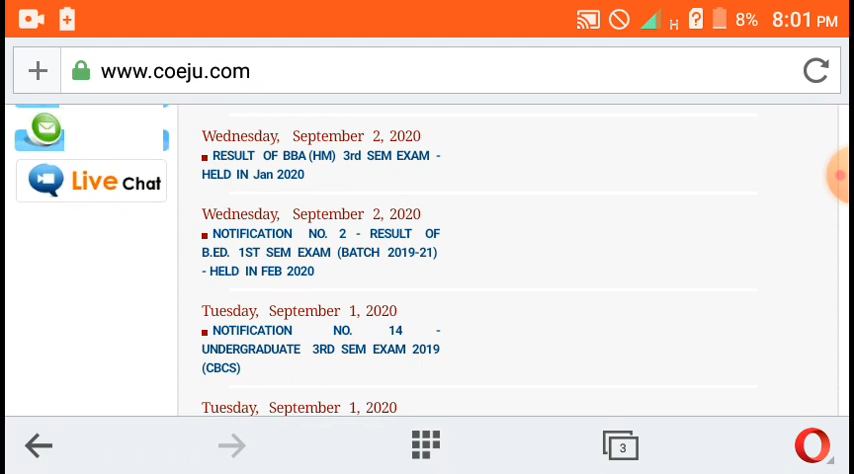 H 8% 8:01 PM
www.coeju.com
Wednesday, September 2, 2020
RESULT OF BBA (HM) 3rd SEM EXAM -
HELD IN Jan 2020
Live Chat
Wednesday, September 2, 2020
NOTIFICATION NO. 2 - RESULT OF
B.ED. 1ST SEM EXAM (BATCH 2019-21)
- HELD IN FEB 2020
Tuesday, September 1, 2020
NOTIFICATION NO. 14 -
UNDERGRADUATE 3RD SEM EXAM 2019
(CBCS)
Tuesday, September 1, 2020
3